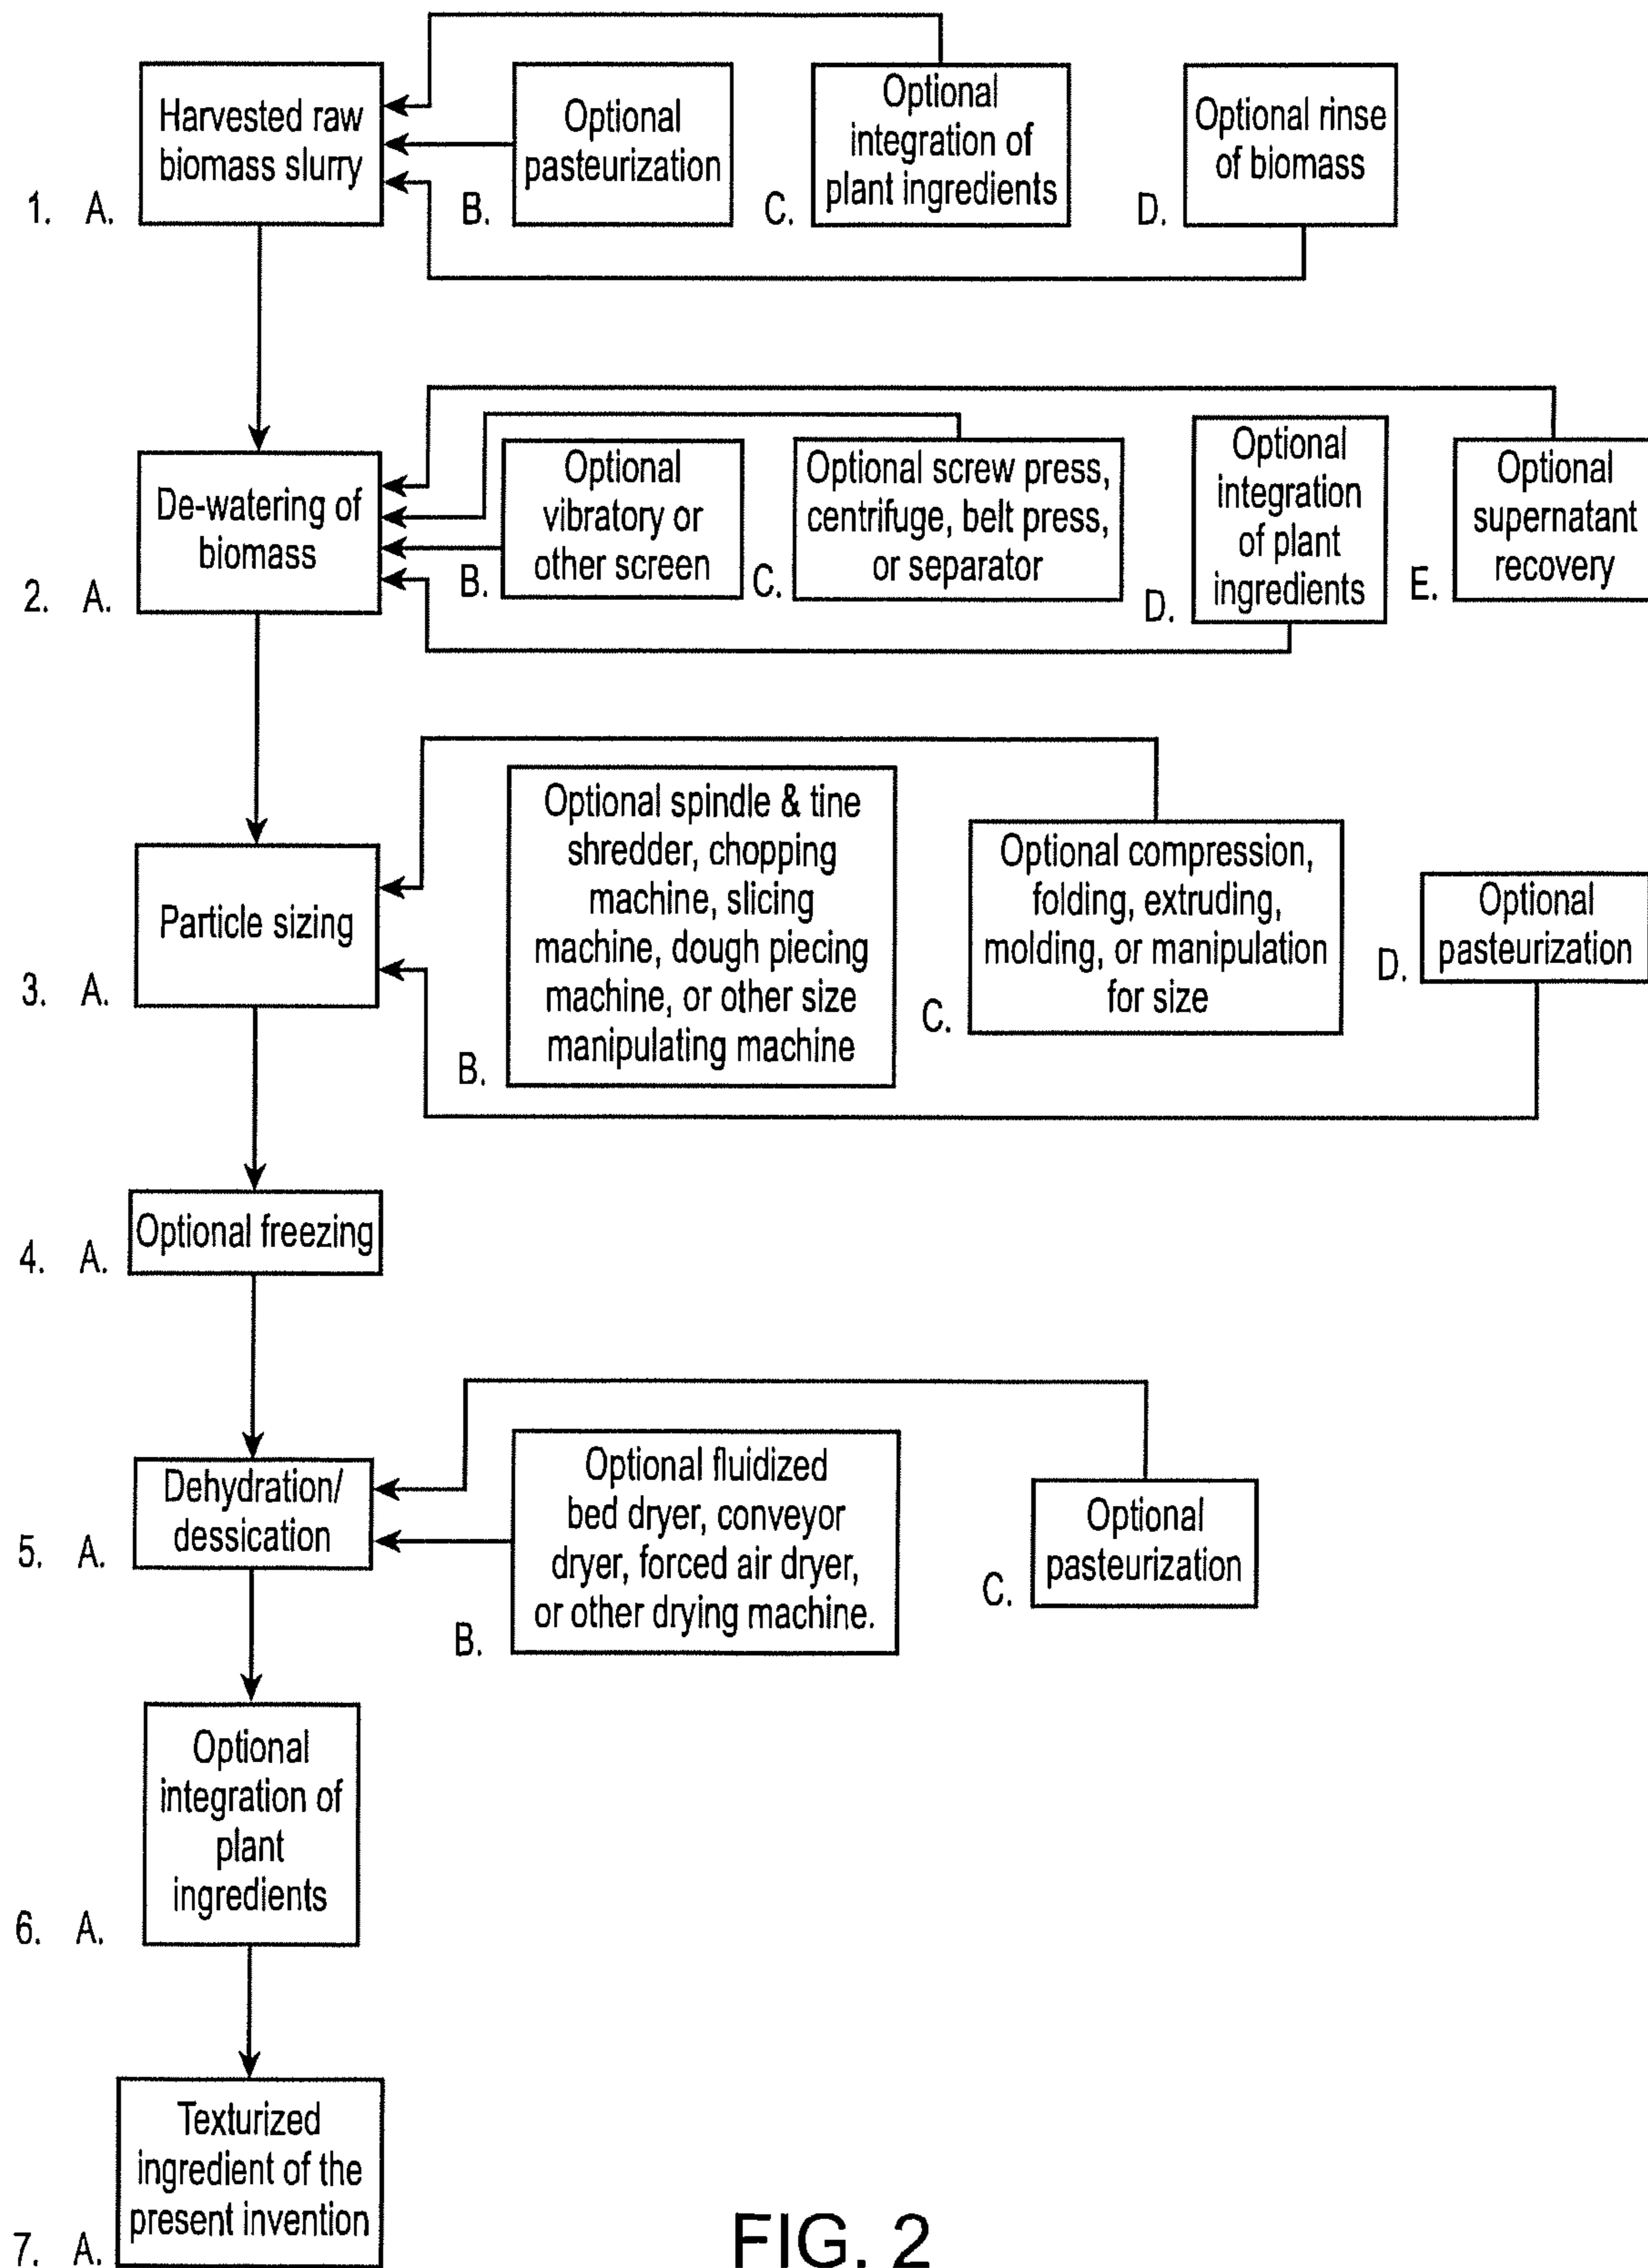 Harvested raw
biomass slurry
1. A.
Optional
pasteurization
B.
Optional
integration of
plant ingredients
C.
Optional rinse
of biomass
D.
De-watering of
biomass
2. A.
Optional
vibratory or
other screen
B.
Optional screw press,
centrifuge, belt press,
or separator
C.
Optional
integration
of plant
ingredients
D.
Optional
supernatant
recovery
E.
Particle sizing
3. A.
Optional spindle & tine
shredder, chopping
machine, slicing
machine, dough piecing
machine, or other size
manipulating machine
B.
Optional compression,
folding, extruding,
molding, or manipulation
for size
C.
Optional
pasteurization
D.
Optional freezing
4. A.
Dehydration/
dessication
5. A.
Optional fluidized
bed dryer, conveyor
dryer, forced air dryer,
or other drying machine.
B.
Optional
pasteurization
C.
Optional
integration of
plant
ingredients
6. A.
Texturized
ingredient of the
present invention
7. A.
FIG. 2